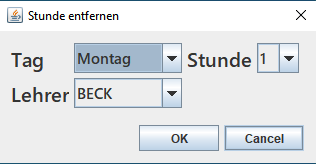 Stunde entfernen
Tag Montag Stunde 1
Lehrer BECK
OK Cancel